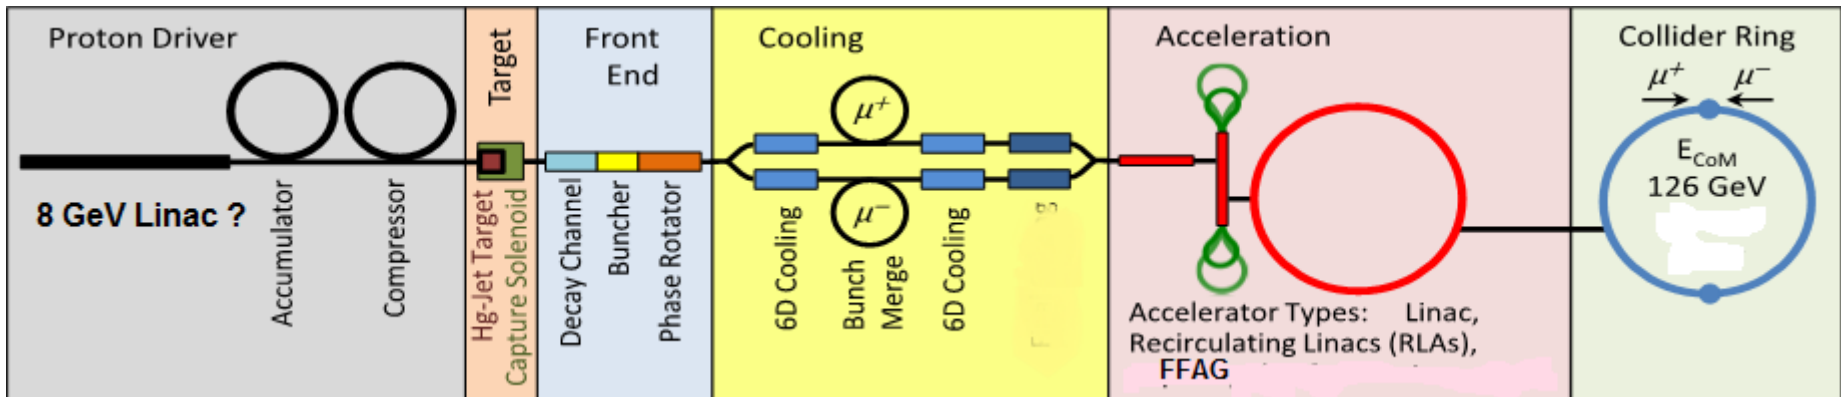 Proton Driver
8 GeV Linac ?
Accumulator
Compressor
Target
Hg-Jet Target
Capture Solenoid
Front
End
Decay Channel
Buncher
Phase Rotator
Cooling
μ+
μ−
6D Cooling
Bunch
Merge
6D Cooling
Acceleration
Accelerator Types: Linac,
Recirculating Linacs (RLAs),
FFAG
Collider Ring
μ+ μ−
ECoM
126 GeV